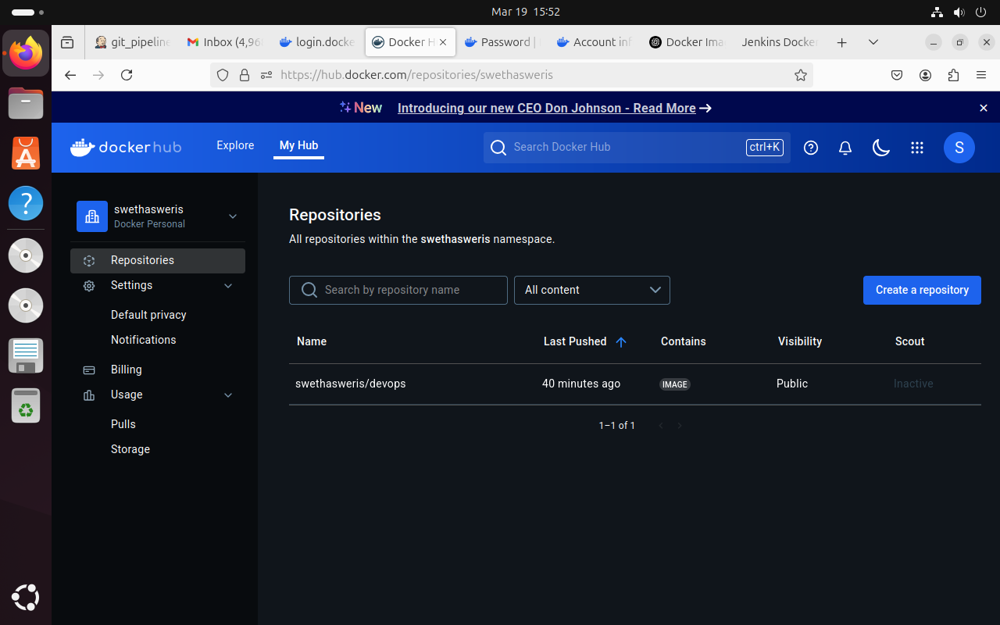 Mar 19 15:52
git_pipeline
Inbox (4,96
login.docke
Docker H
Password |
Account inf
Docker Ima
Jenkins Docker
https://hub.docker.com/repositories/swethasweris
New Introducing our new CEO Don Johnson - Read More
dockerhub
Explore
My Hub
Search Docker Hub
ctrl+K
S
swethasweris
Docker Personal
Repositories
Settings
Default privacy
Notifications
Billing
Usage
Pulls
Storage
Repositories
All repositories within the swethasweris namespace.
Search by repository name
All content
Create a repository
Name Last Pushed Contains Visibility Scout
swethasweris/devops 40 minutes ago IMAGE Public Inactive
1–1 of 1